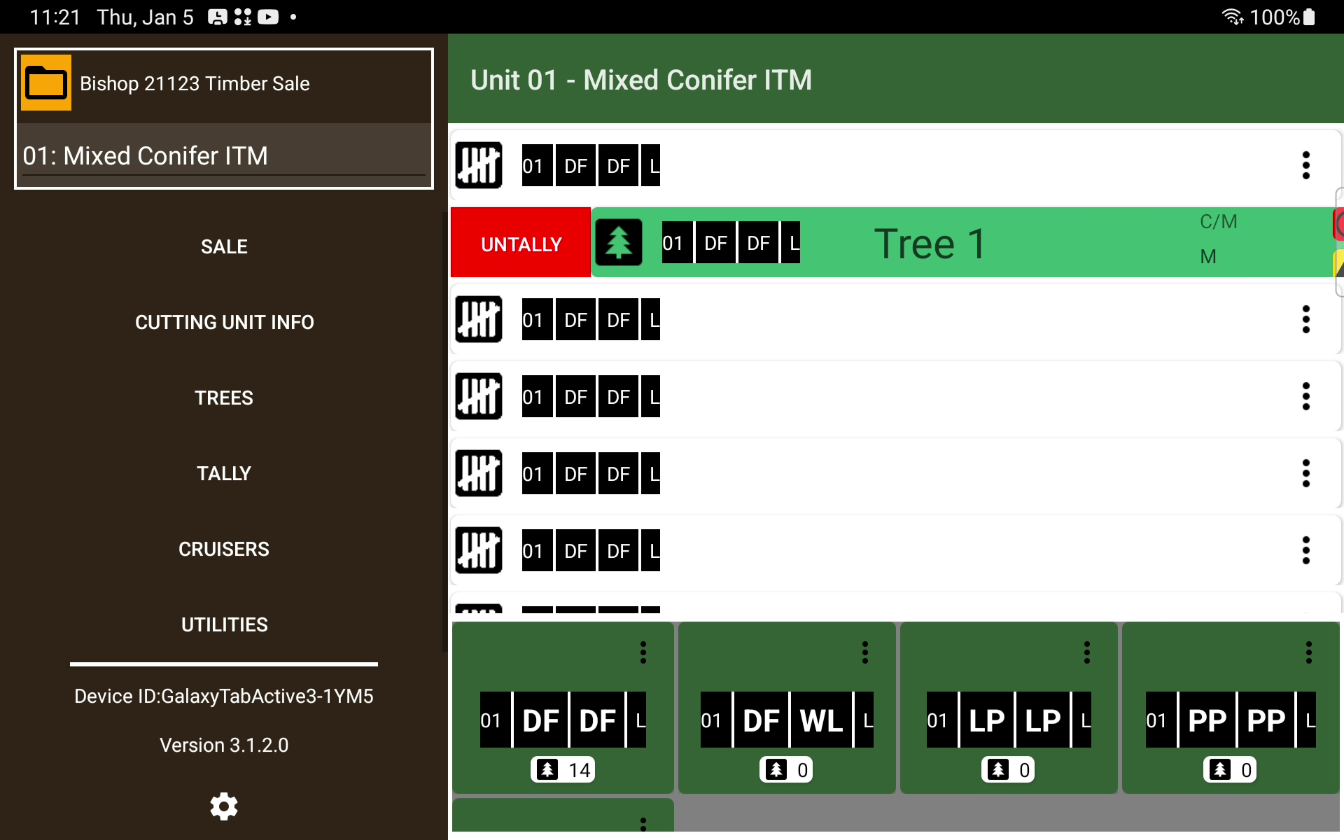 11:21 Thu, Jan 5 100%
Bishop 21123 Timber Sale
01: Mixed Conifer ITM
SALE
CUTTING UNIT INFO
TREES
TALLY
CRUISERS
UTILITIES
Device ID:GalaxyTabActive3-1YM5
Version 3.1.2.0
Unit 01 - Mixed Conifer ITM
01 DF DF L
UNTALLY 01 DF DF L Tree 1 C/M
M
01 DF DF L
01 DF DF L
01 DF DF L
01 DF DF L
01 DF DF L
14
01 DF WL L
0
01 LP LP L
0
01 PP PP L
0